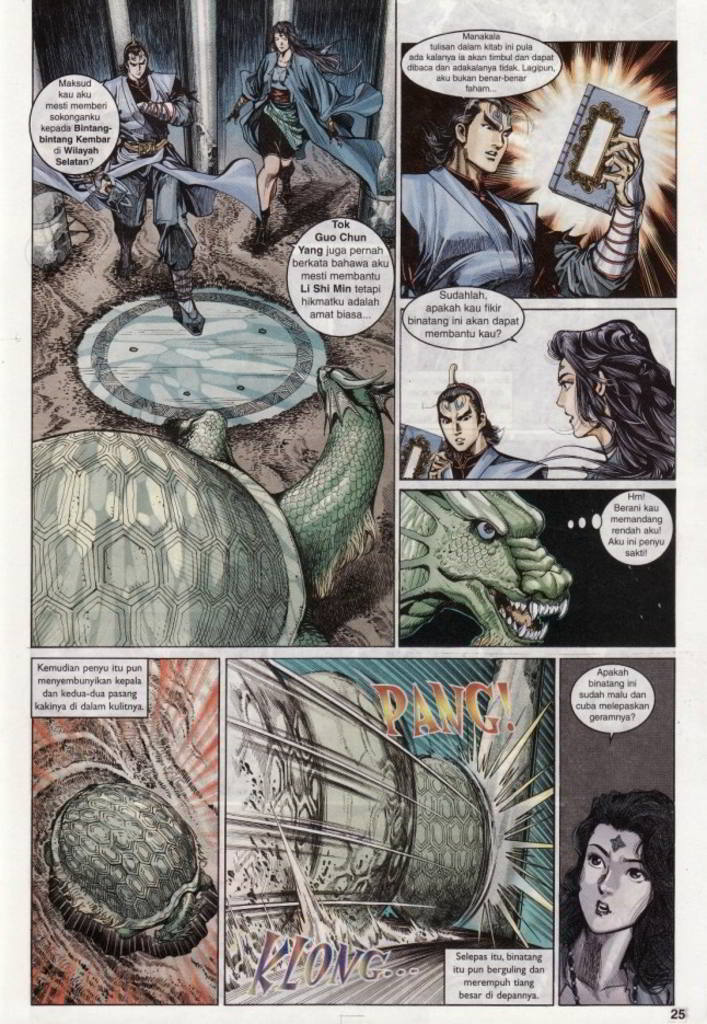 Maksud
kau aku
mesti memberi
sokonganku
kepada Bintang-
bintang Kembar
di Wilayah
Selatan?
Tok
Guo Chun
Yang juga pernah
berkata bahawa aku
mesti membantu
Li Shi Min tetapi
hikmatku adalah
amat biasa...
Manakala
tulisan dalam kitab ini pula
ada kalanya ia akan timbul dan dapat
dibaca dan adakalanya tidak. Lagipun,
aku bukan benar-benar
faham...
Sudahlah,
apakah kau fikir
binatang ini akan dapat
membantu kau?
Hm!
Berani kau
memandang
rendah aku!
Aku ini penyu
sakti!
Kemudian penyu itu pun
menyembunyikan kepala
dan kedua-dua pasang
kakinya di dalam kulitnya.
PANG!
KLONG...
Selepas itu, binatang
itu pun berguling dan
merempuh tiang
besar di depannya.
Apakah
binatang ini
sudah malu dan
cuba melepaskan
geramnya?
25